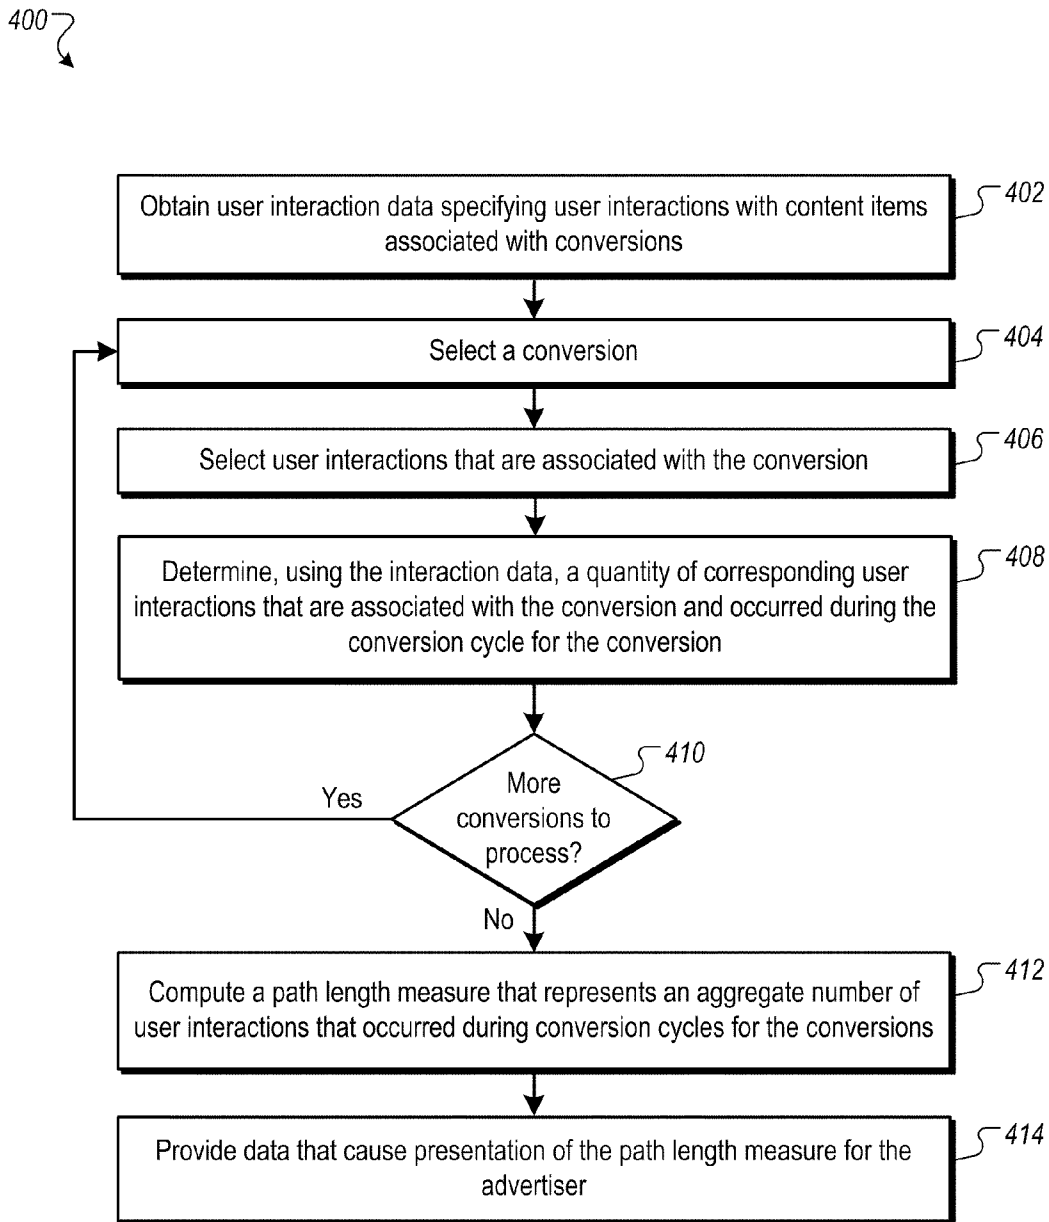 400
Obtain user interaction data specifying user interactions with content items
associated with conversions
402
Select a conversion
404
Select user interactions that are associated with the conversion
406
Determine, using the interaction data, a quantity of corresponding user
interactions that are associated with the conversion and occurred during the
conversion cycle for the conversion
408
More
conversions to
process?
410
Yes
No
Compute a path length measure that represents an aggregate number of
user interactions that occurred during conversion cycles for the conversions
412
Provide data that cause presentation of the path length measure for the
advertiser
414